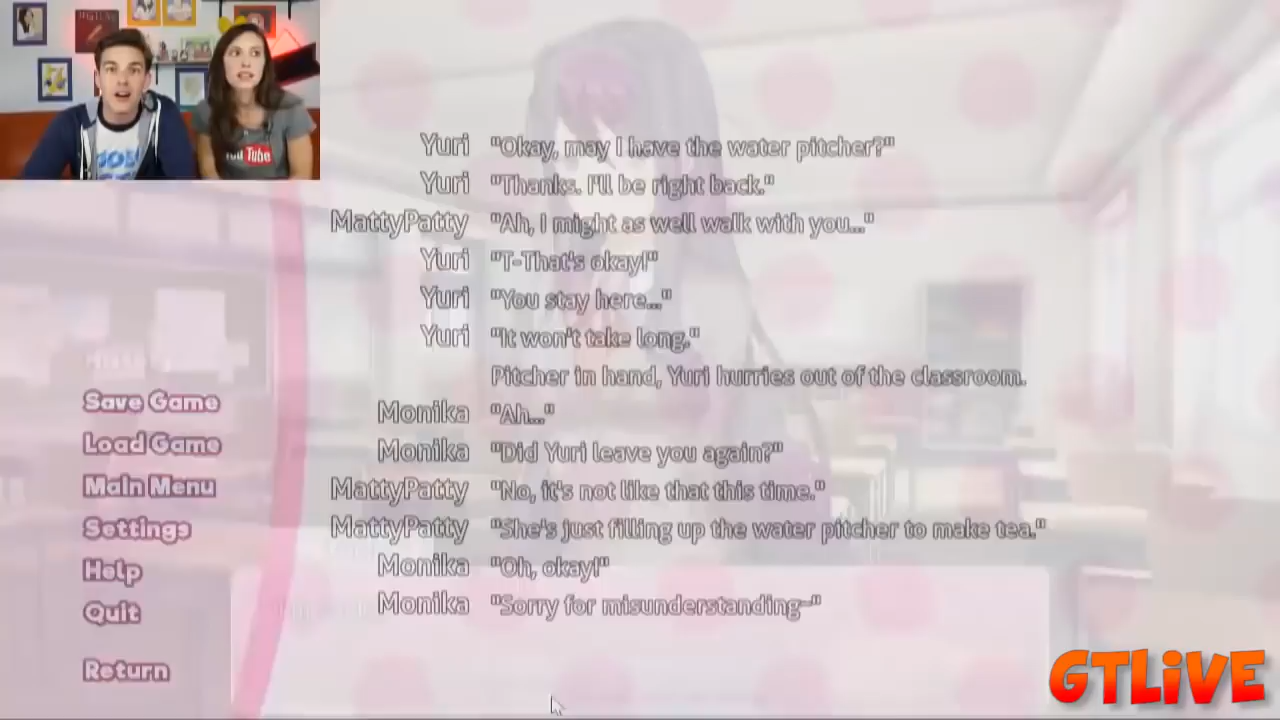 Yuri "Okay, may I have the water pitcher?"
Yuri "Thanks. I'll be right back."
MattyPatty "Ah, I might as well walk with you..."
Yuri "T-That's okay!"
Yuri "You stay here..."
Yuri "It won't take long."
Pitcher in hand, Yuri hurries out of the classroom.
Monika "Ah..."
Monika "Did Yuri leave you again?"
MattyPatty "No, it's not like that this time."
MattyPatty "She's just filling up the water pitcher to make tea."
Monika "Oh, okay!"
Monika "Sorry for misunderstanding~"
Save Game
Load Game
Main Menu
Settings
Help
Quit
Return
You Tube
GTLiVE